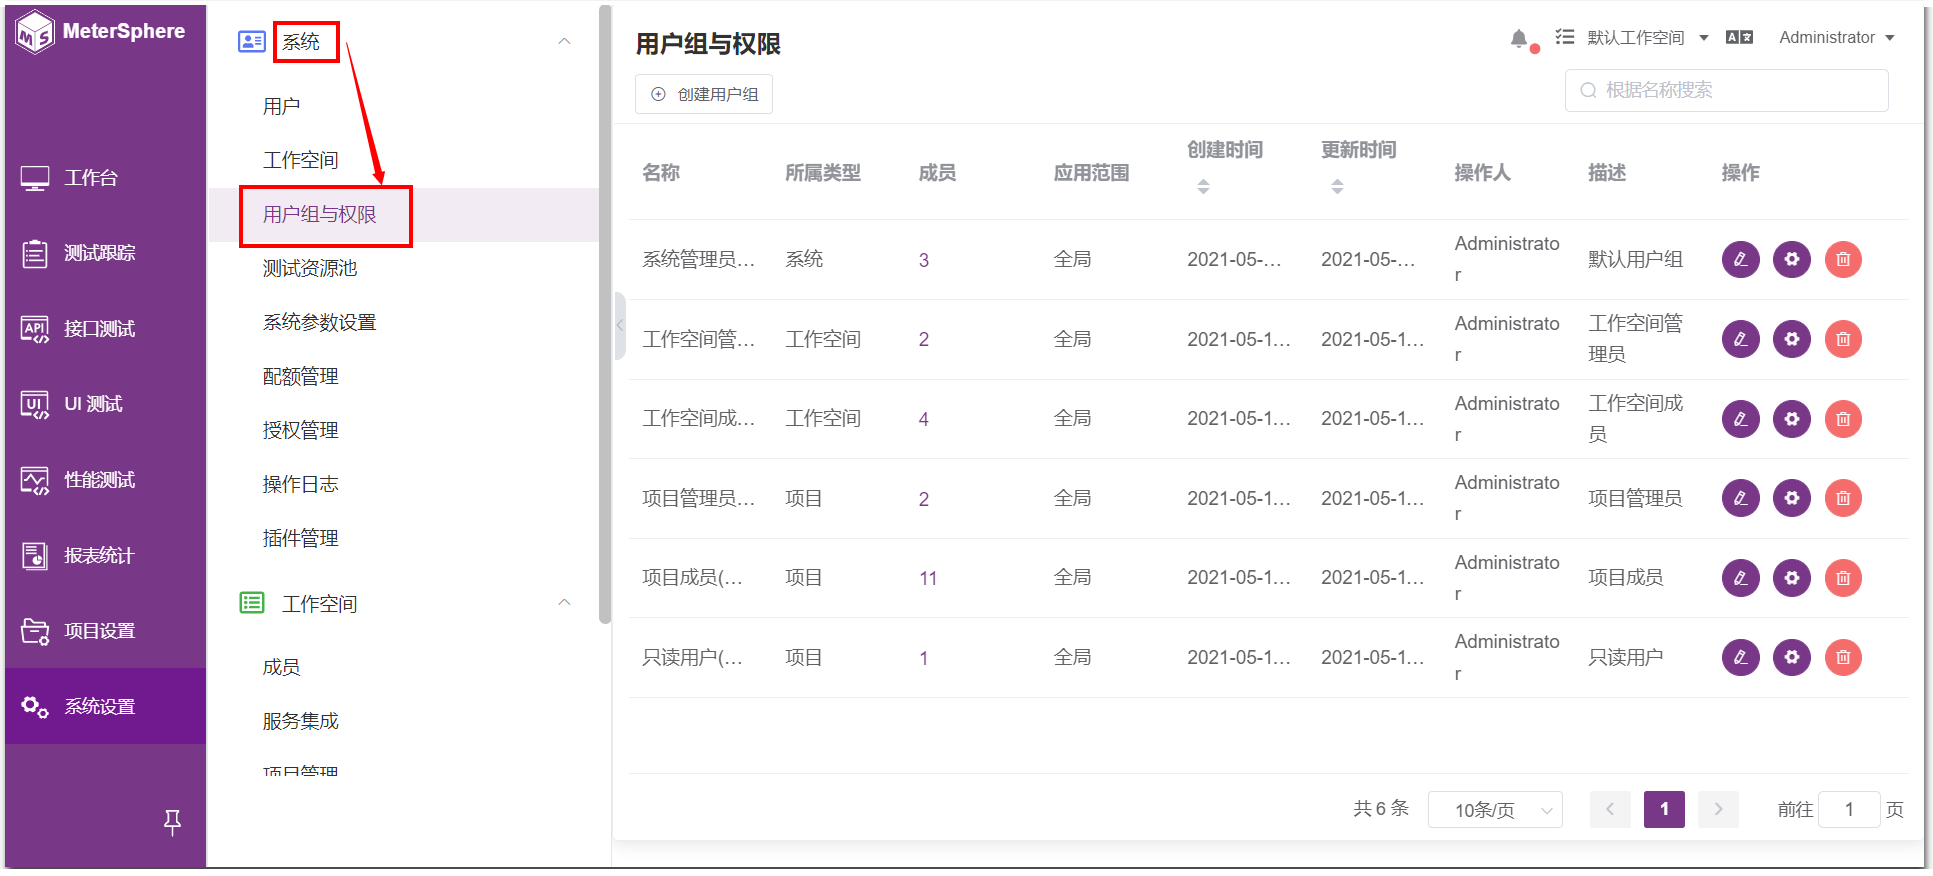 MeterSphere
工作台
测试跟踪
API
接口测试
UI
UI 测试
性能测试
报表统计
项目设置
系统设置
系统
用户
工作空间
用户组与权限
测试资源池
系统参数设置
配额管理
授权管理
操作日志
插件管理
工作空间
成员
服务集成
项目管理
用户组与权限
默认工作空间
Administrator
创建用户组
根据名称搜索
名称 所属类型 成员 应用范围 创建时间 更新时间 操作人 描述 操作
系统管理员... 系统 3 全局 2021-05-... 2021-05-... Administrato
r 默认用户组
工作空间管... 工作空间 2 全局 2021-05-1... 2021-05-1... Administrato
r 工作空间管
理员
工作空间成... 工作空间 4 全局 2021-05-1... 2021-05-1... Administrato
r 工作空间成
员
项目管理员... 项目 2 全局 2021-05-1... 2021-05-1... Administrato
r 项目管理员
项目成员(... 项目 11 全局 2021-05-1... 2021-05-1... Administrato
r 项目成员
只读用户(... 项目 1 全局 2021-05-1... 2021-05-1... Administrato
r 只读用户
共 6 条 10条/页 1 前往 1 页